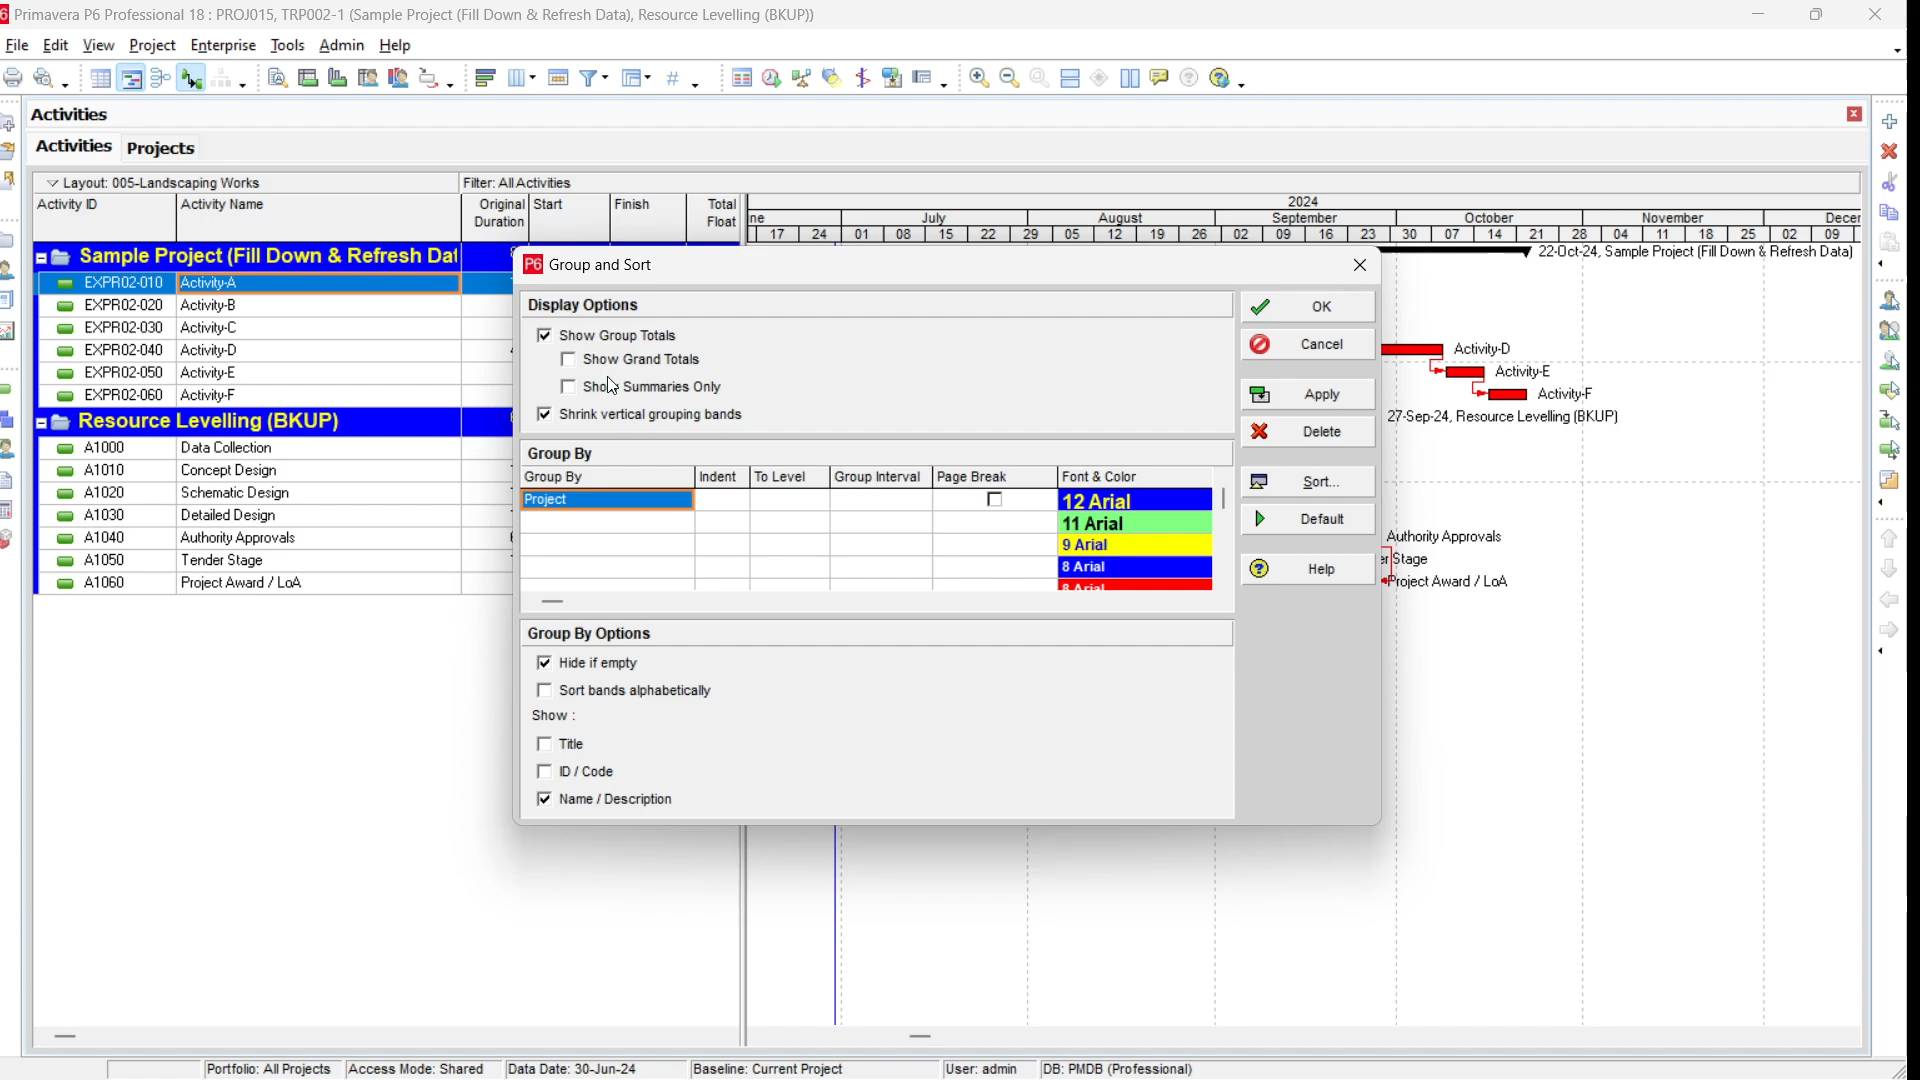 Primavera P6 Professional 18 : PROJ015, TRP002-1 (Sample Project (Fill Down & Refresh Data), Resource Levelling (BKUP))
File Edit View Project Enterprise Tools Admin Help
Activities
Activities Projects
Layout: 005-Landscaping Works Filter: All Activities
Activity ID Activity Name Original Duration Start Finish Total Float
2024
ne July August September October November Decer
17 24 01 08 15 22 29 05 12 19 26 02 09 16 23 30 07 14 21 28 04 11 18 25 02 09
Sample Project (Fill Down & Refresh Dat
22-Oct-24, Sample Project (Fill Down & Refresh Data)
EXPR02-010 Activity-A
EXPR02-020 Activity-B
EXPR02-030 Activity-C
EXPR02-040 Activity-D Activity-D
EXPR02-050 Activity-E Activity-E
EXPR02-060 Activity-F Activity-F
Resource Levelling (BKUP) 27-Sep-24, Resource Levelling (BKUP)
A1000 Data Collection
A1010 Concept Design
A1020 Schematic Design
A1030 Detailed Design
A1040 Authority Approvals Authority Approvals
A1050 Tender Stage er Stage
A1060 Project Award / LoA Project Award / LoA
P6 Group and Sort
Display Options
Show Group Totals
Show Grand Totals
Show Summaries Only
Shrink vertical grouping bands
Group By
Group By Indent To Level Group Interval Page Break Font & Color
Project 12 Arial
11 Arial
9 Arial
8 Arial
8 Arial
Group By Options
Hide if empty
Sort bands alphabetically
Show :
Title
ID / Code
Name / Description
OK
Cancel
Apply
Delete
Sort...
Default
Help
Portfolio: All Projects Access Mode: Shared Data Date: 30-Jun-24 Baseline: Current Project User: admin DB: PMDB (Professional)